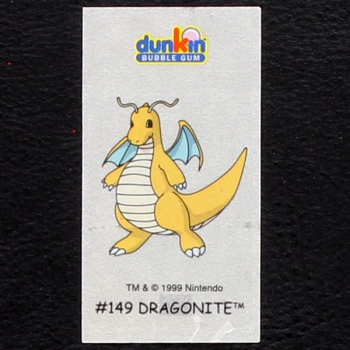 dunkin
BUBBLE GUM
TM & © 1999 Nintendo
#149 DRAGONITE™